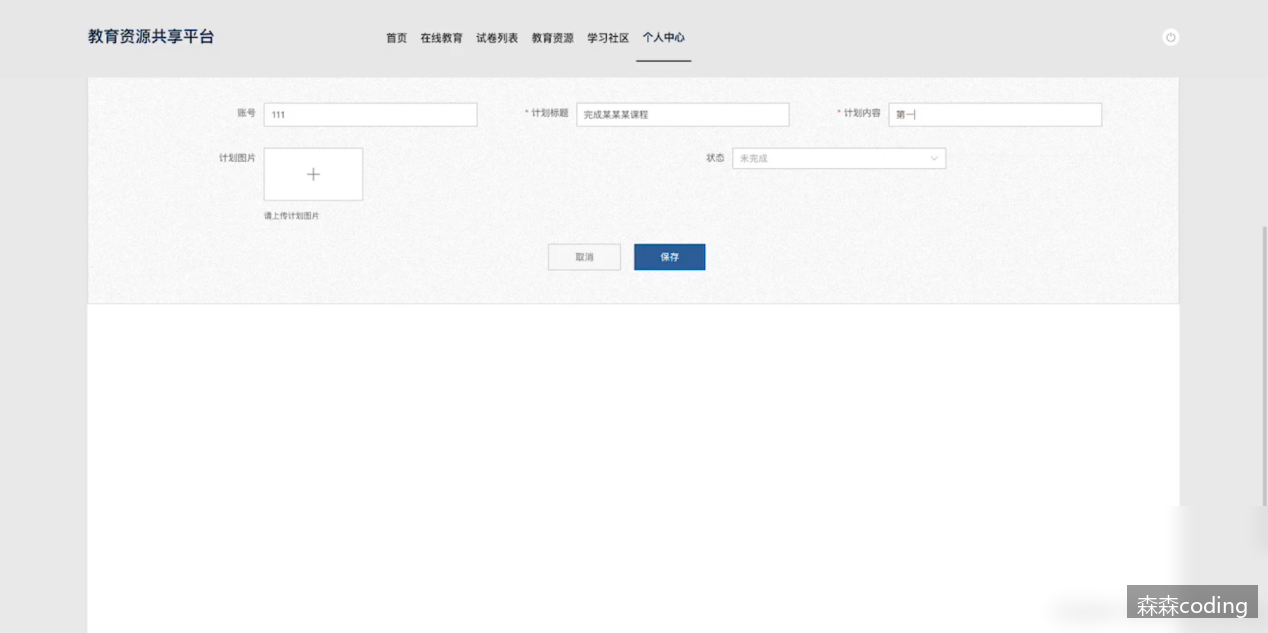 教育资源共享平台
首页 在线教育 试卷列表 教育资源 学习社区 个人中心
账号 111 * 计划标题 完成某某某课程 * 计划内容 第一
计划图片 + 状态 未完成
请上传计划图片
取消 保存
森森coding